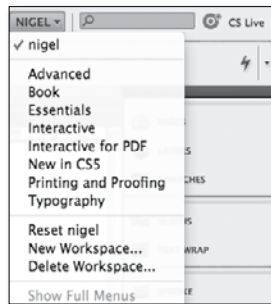 NIGEL
CS Live
✓ nigel
Advanced
Book
Essentials
Interactive
Interactive for PDF
New in CS5
Printing and Proofing
Typography
Reset nigel
New Workspace...
Delete Workspace...
Show Full Menus